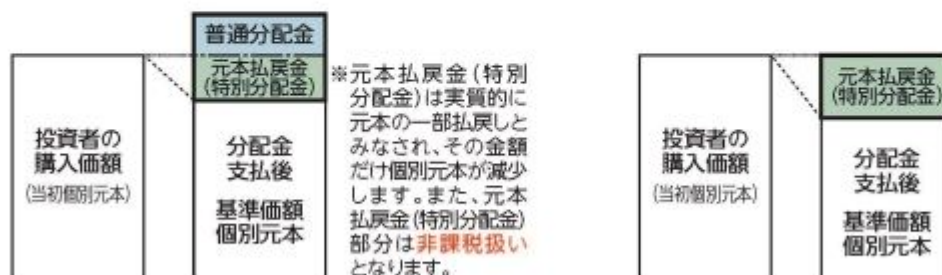 普通分配金
元本払戻金
(特別分配金)
投資者の
購入価額
(当初個別元本)
分配金
支払後
基準価額
個別元本
※元本払戻金(特別
分配金)は実質的に
元本の一部払戻しと
みなされ、その金額
だけ個別元本が減少
します。また、元本
払戻金(特別分配金)
部分は非課税扱い
となります。
元本払戻金
(特別分配金)
投資者の
購入価額
(当初個別元本)
分配金
支払後
基準価額
個別元本